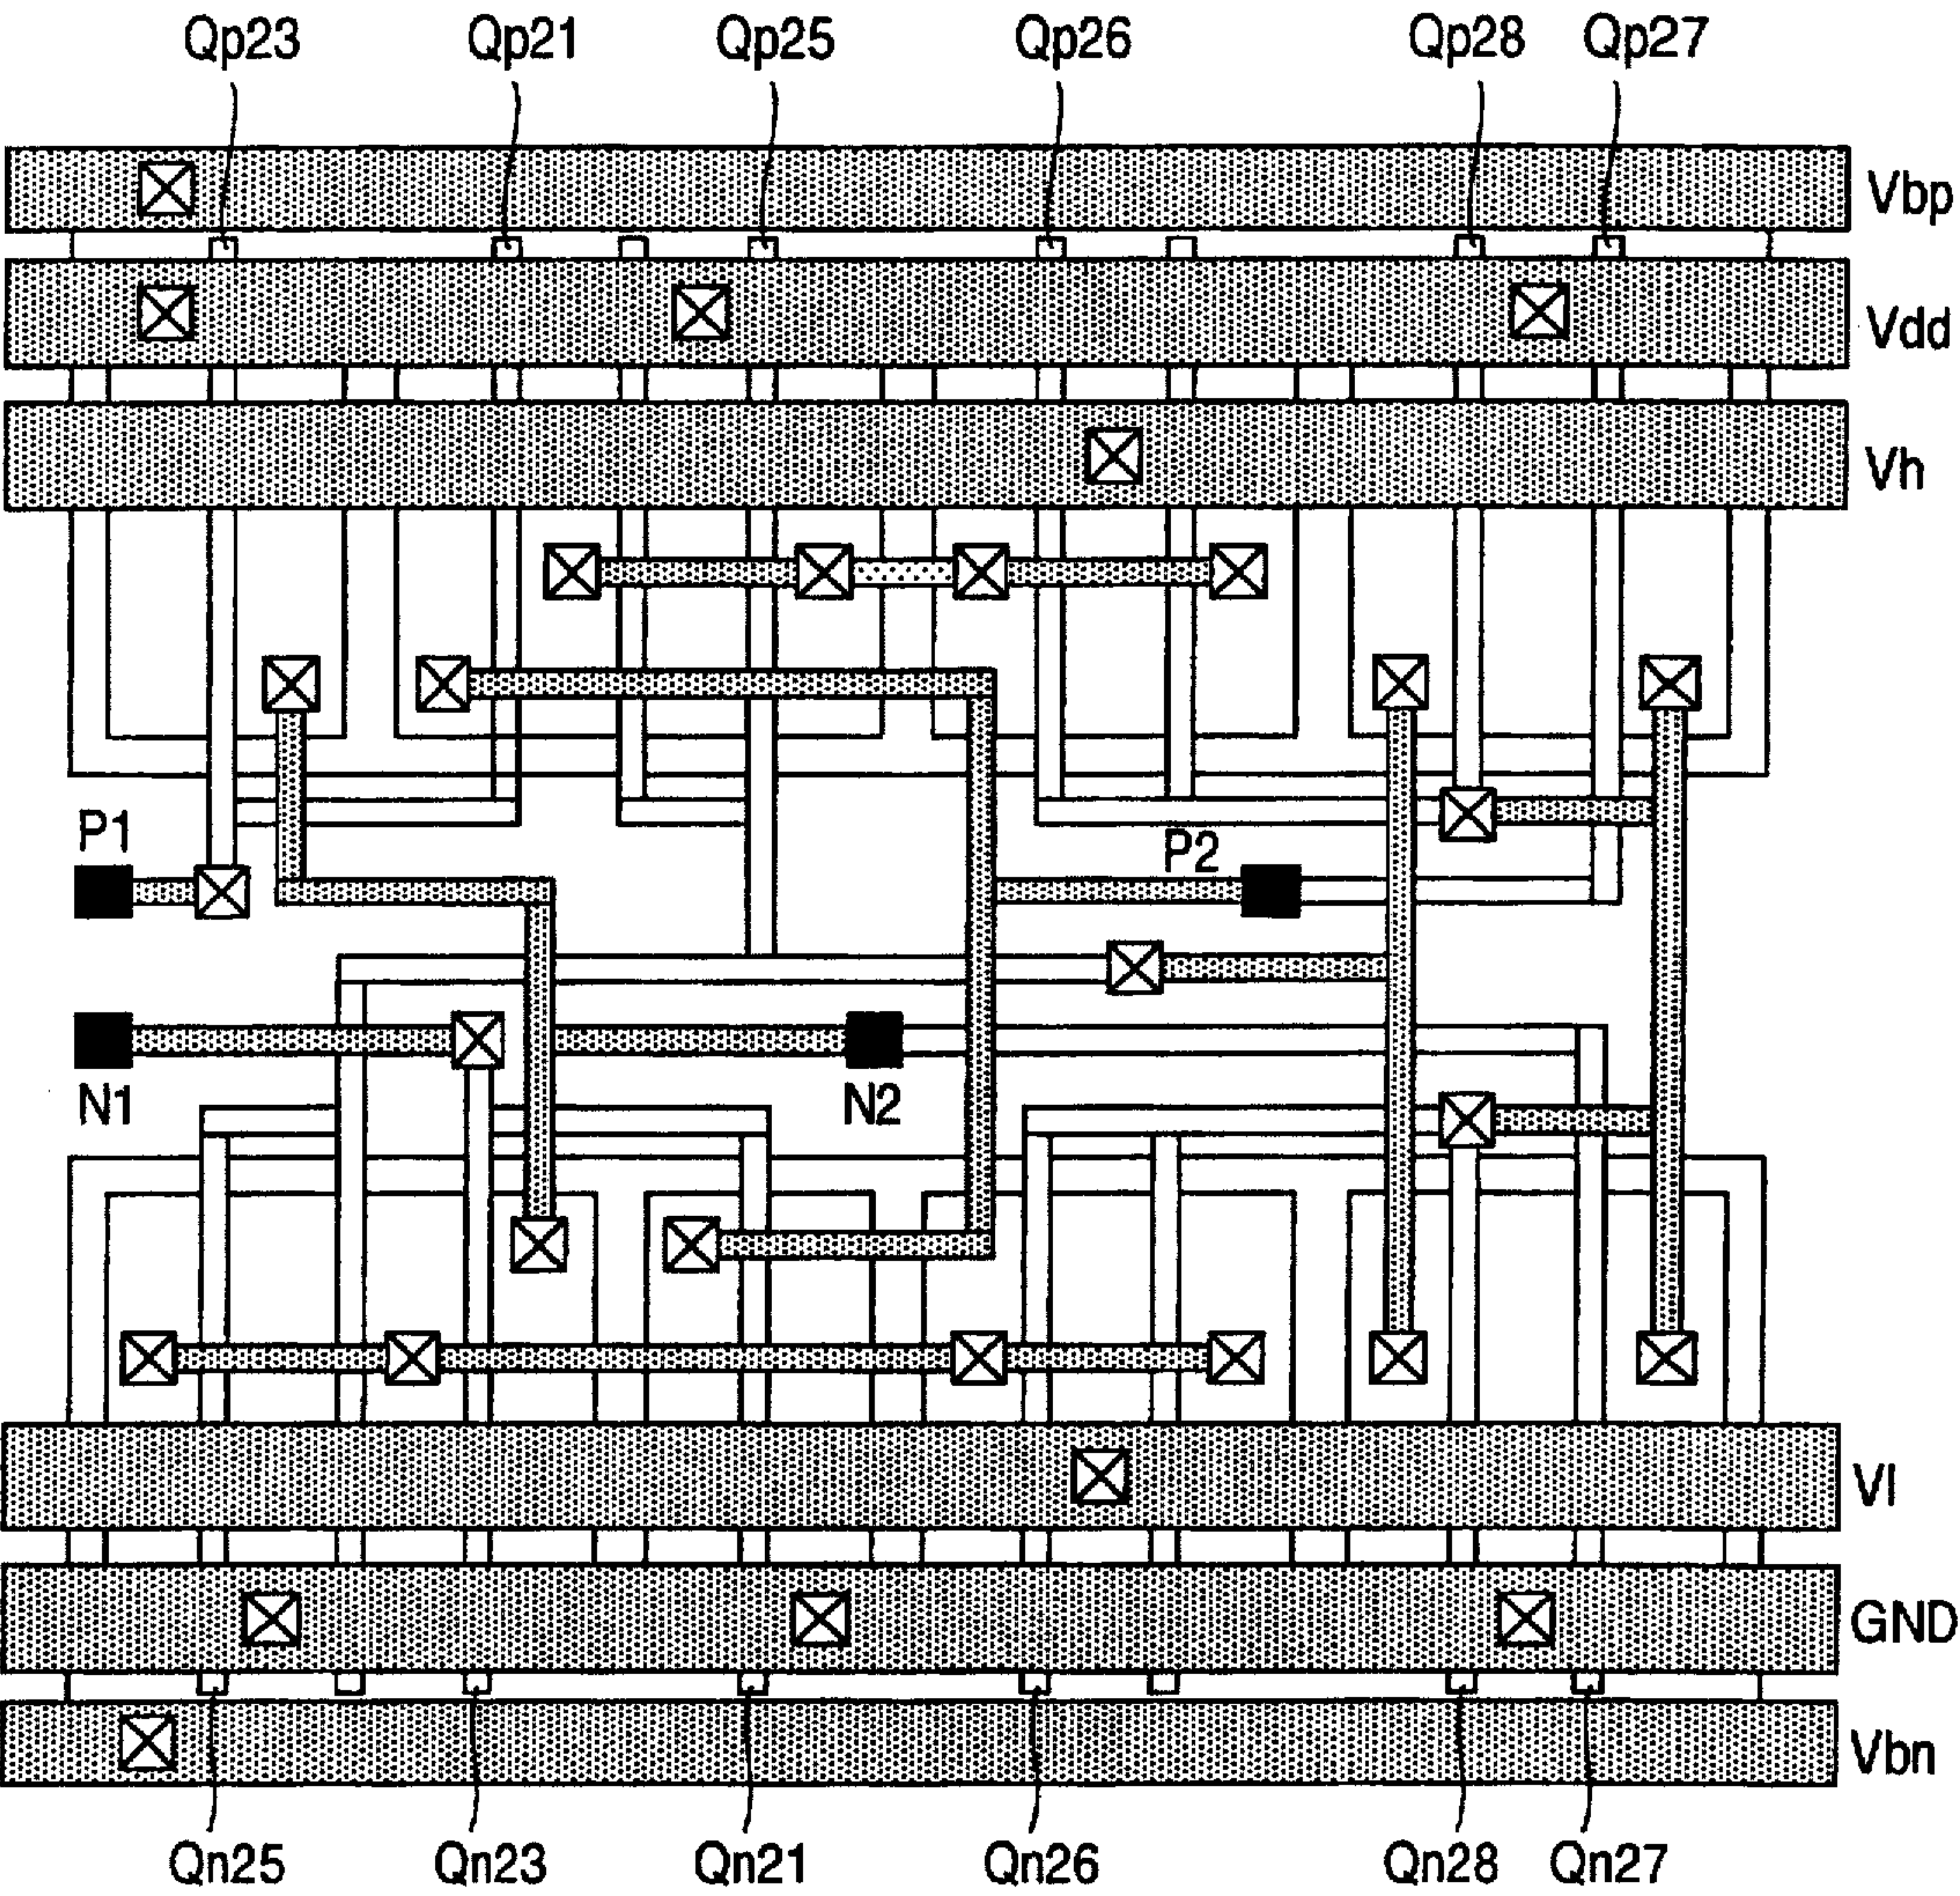 Qp23 Qp21 Qp25 Qp26 Qp28 Qp27
Vbp
Vdd
Vh
P1
P2
N1
N2
Vl
GND
Vbn
Qn25 Qn23 Qn21 Qn26 Qn28 Qn27